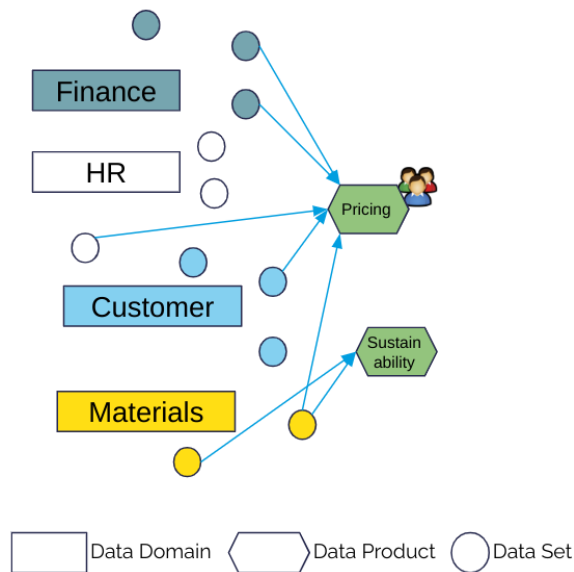 Finance
HR
Pricing
Customer
Sustain
ability
Materials
Data Domain
Data Product
Data Set